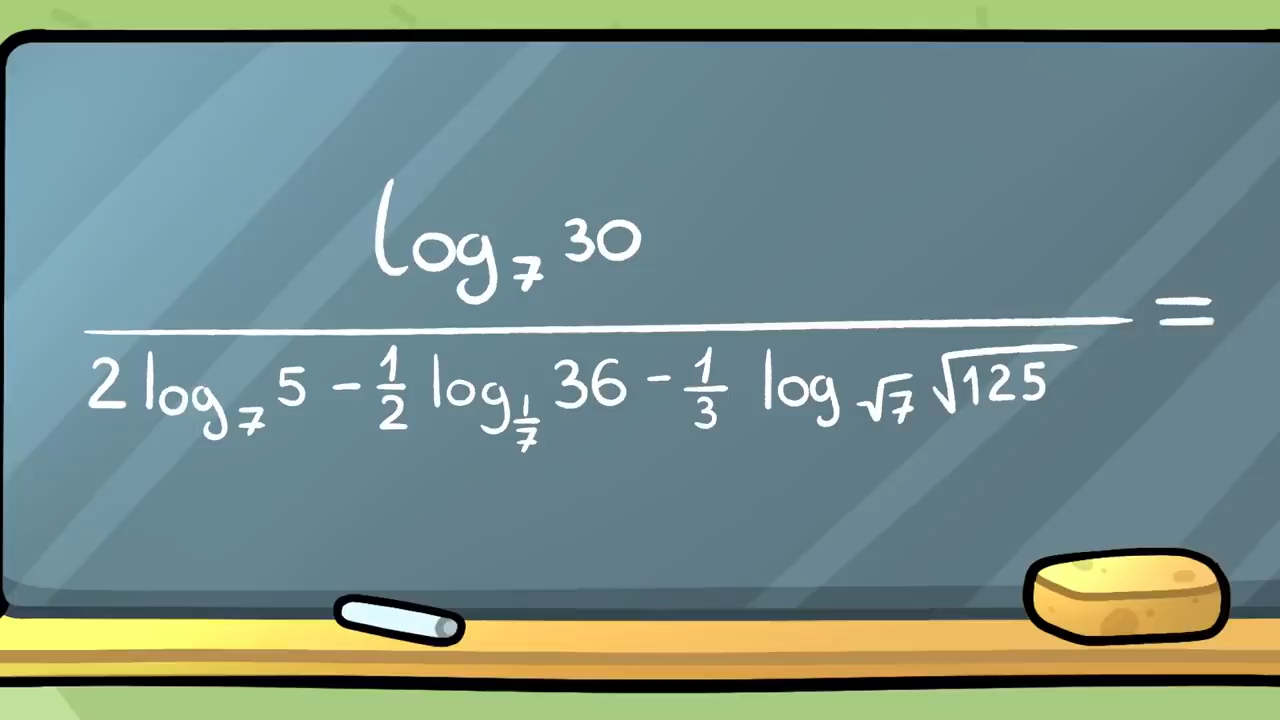 log₇ 30
2 log₇ 5 - 1/2 log_{1/7} 36 - 1/3 log_{√7} √125 =